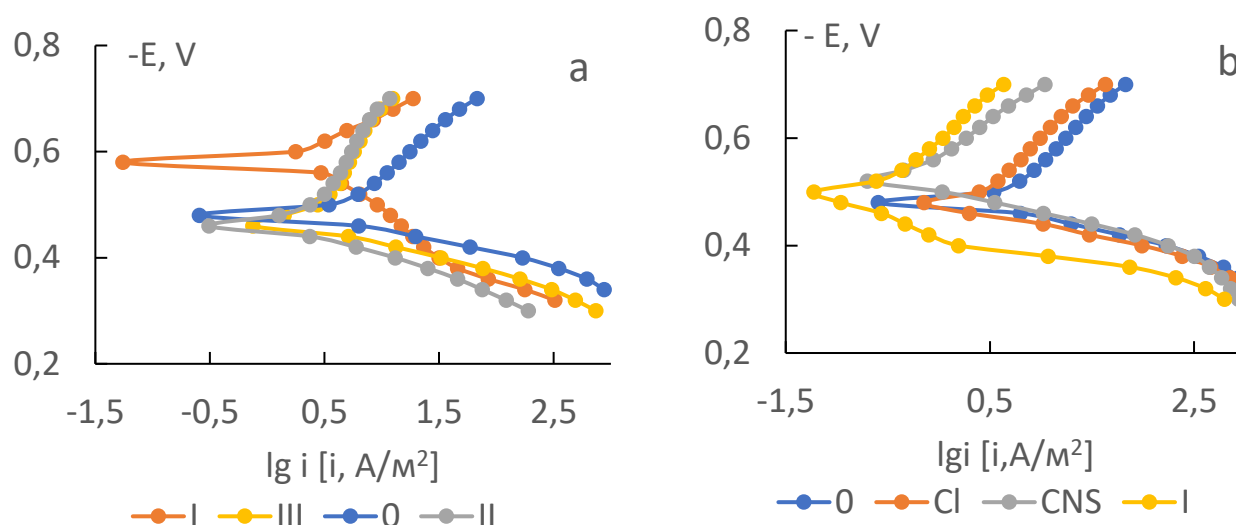 0,8
-E, V
a
0,6
0,4
0,2
-1,5 -0,5 0,5 1,5 2,5
lg i [i, А/м²]
I III 0 II
0,8
- E, V
b
0,6
0,4
0,2
-1,5 0,5 2,5
lgi [i,А/м²]
0 Cl CNS I